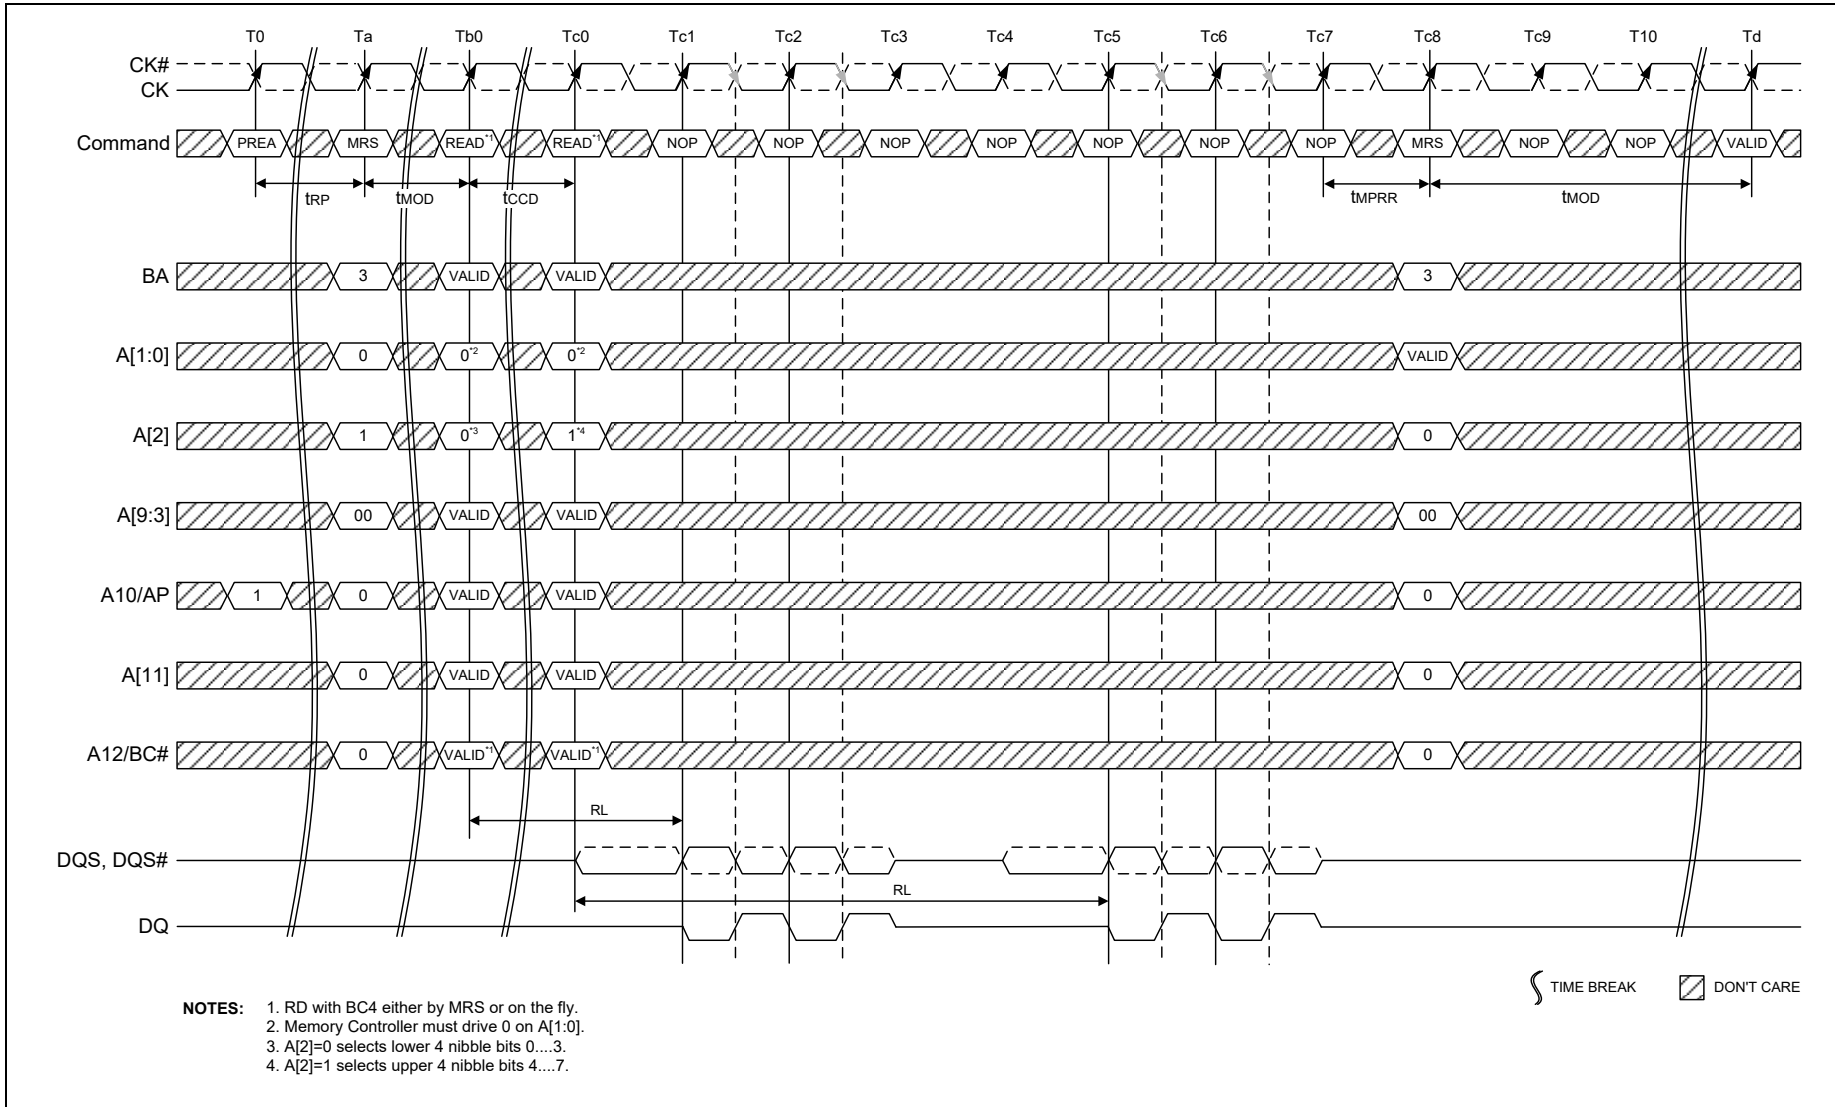 T0 Ta Tb0 Tc0 Tc1 Tc2 Tc3 Tc4 Tc5 Tc6 Tc7 Tc8 Tc9 T10 Td
CK#
CK
Command PREA MRS READ*1 READ*1 NOP NOP NOP NOP NOP NOP NOP MRS NOP NOP VALID
tRP tMOD tCCD tMPRR tMOD
BA 3 VALID VALID 3
A[1:0] 0 0*2 0*2 VALID
A[2] 1 0*3 1*4 0
A[9:3] 00 VALID VALID 00
A10/AP 1 0 VALID VALID 0
A[11] 0 VALID VALID 0
A12/BC# 0 VALID*1 VALID*1 0
RL
DQS, DQS#
RL
DQ
TIME BREAK DON'T CARE
NOTES: 1. RD with BC4 either by MRS or on the fly.
2. Memory Controller must drive 0 on A[1:0].
3. A[2]=0 selects lower 4 nibble bits 0....3.
4. A[2]=1 selects upper 4 nibble bits 4....7.